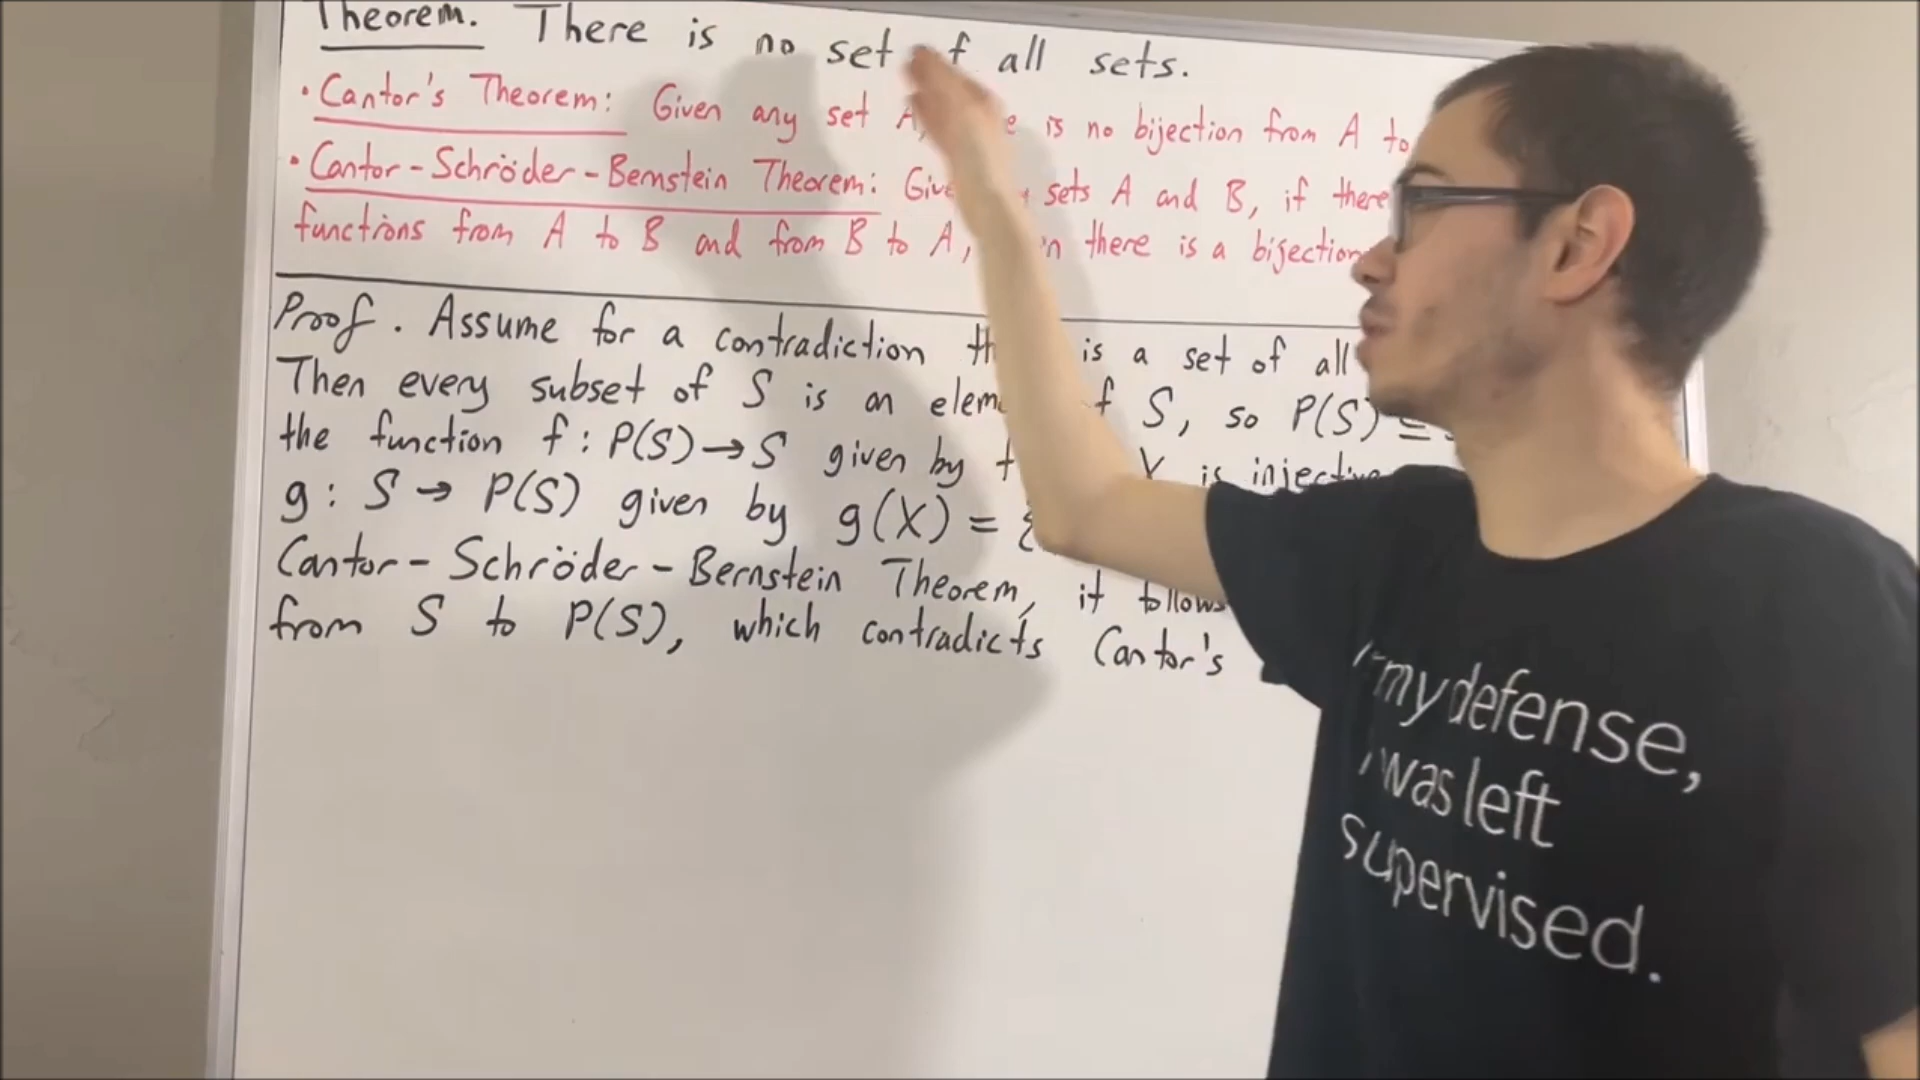 Theorem. There is no set of all sets.
• Cantor's Theorem: Given any set A, is no bijection from A to
• Cantor-Schröder-Bernstein Theorem: sets A and B, if there
functions from A to B and from B to A, there is a bijection
Proof. Assume for a contradiction is a set of all
Then every subset of S is an of S, so P(S) ⊆
the function f: P(S) → S given by is injective
g: S → P(S) given by g(X) = {
Cantor-Schröder-Bernstein Theorem, it follows
from S to P(S), which contradicts Cantor's
my defense,
I was left
supervised.